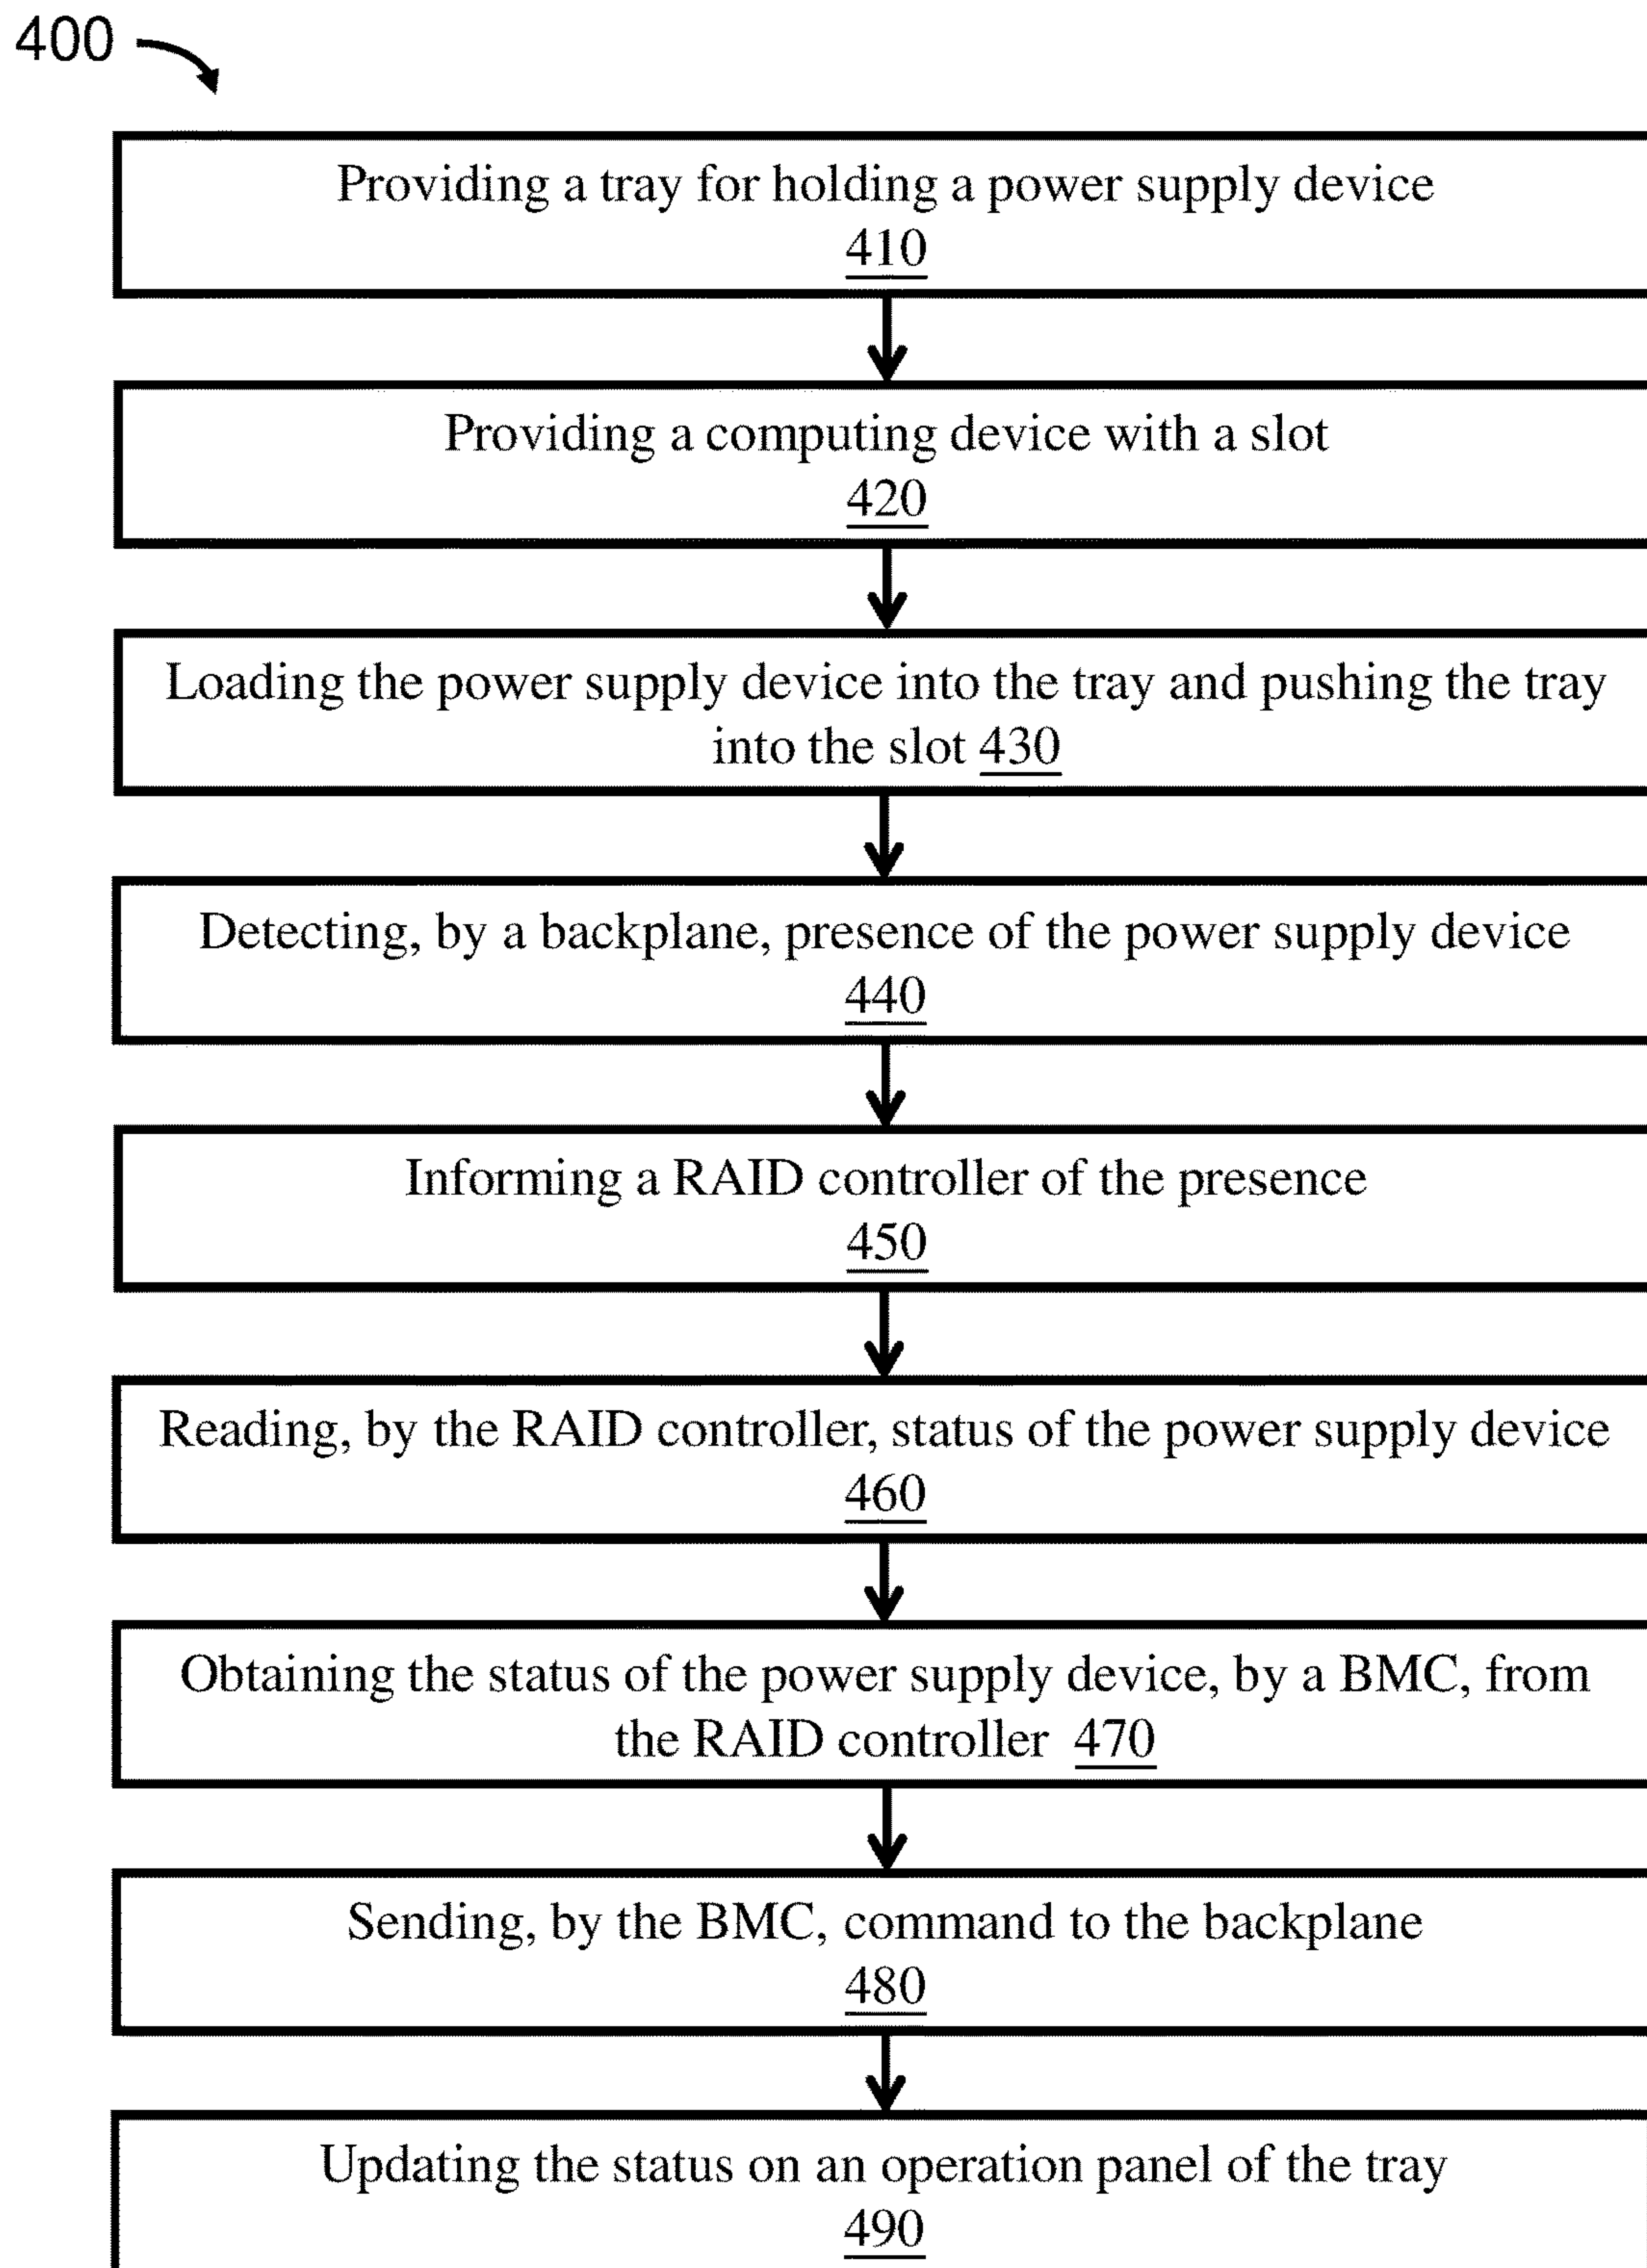 400
Providing a tray for holding a power supply device
410
Providing a computing device with a slot
420
Loading the power supply device into the tray and pushing the tray
into the slot 430
Detecting, by a backplane, presence of the power supply device
440
Informing a RAID controller of the presence
450
Reading, by the RAID controller, status of the power supply device
460
Obtaining the status of the power supply device, by a BMC, from
the RAID controller 470
Sending, by the BMC, command to the backplane
480
Updating the status on an operation panel of the tray
490